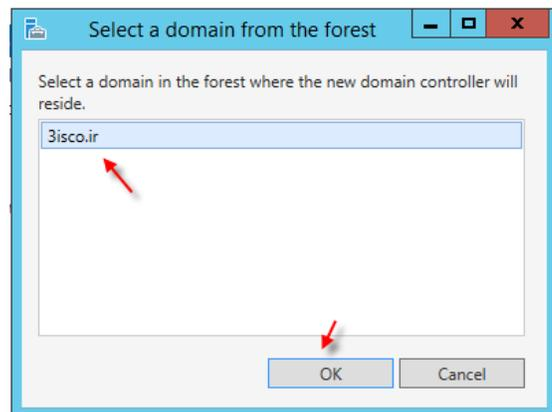 Select a domain from the forest
Select a domain in the forest where the new domain controller will
reside.
3isco.ir
OK
Cancel